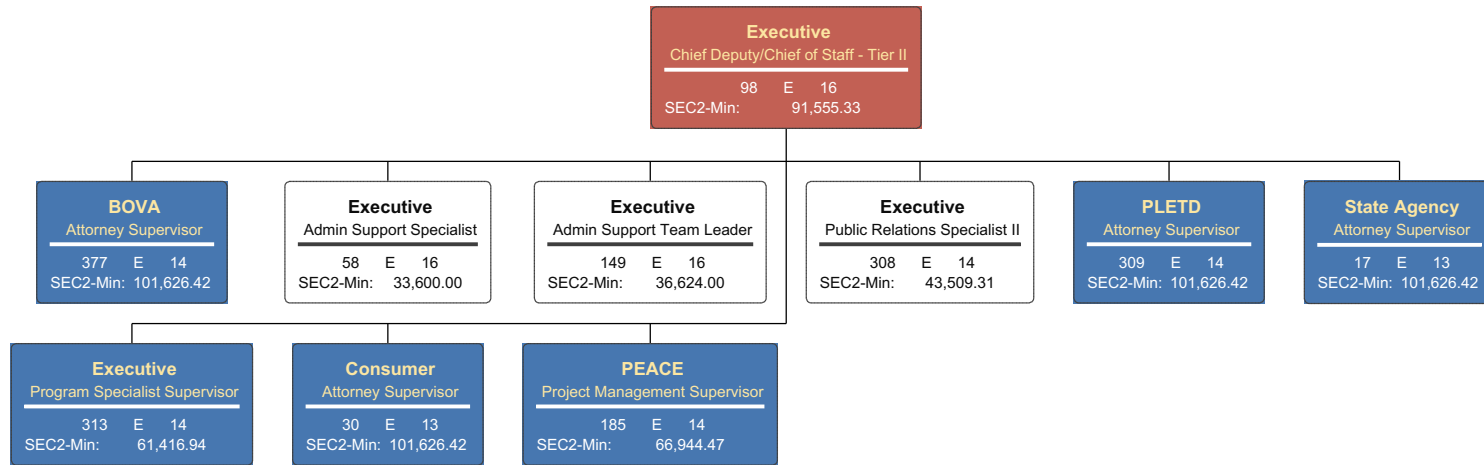 Executive
Chief Deputy/Chief of Staff - Tier II
98 E 16
SEC2-Min: 91,555.33
BOVA
Attorney Supervisor
377 E 14
SEC2-Min: 101,626.42
Executive
Admin Support Specialist
58 E 16
SEC2-Min: 33,600.00
Executive
Admin Support Team Leader
149 E 16
SEC2-Min: 36,624.00
Executive
Public Relations Specialist II
308 E 14
SEC2-Min: 43,509.31
PLETD
Attorney Supervisor
309 E 14
SEC2-Min: 101,626.42
State Agency
Attorney Supervisor
17 E 13
SEC2-Min: 101,626.42
Executive
Program Specialist Supervisor
313 E 14
SEC2-Min: 61,416.94
Consumer
Attorney Supervisor
30 E 13
SEC2-Min: 101,626.42
PEACE
Project Management Supervisor
185 E 14
SEC2-Min: 66,944.47